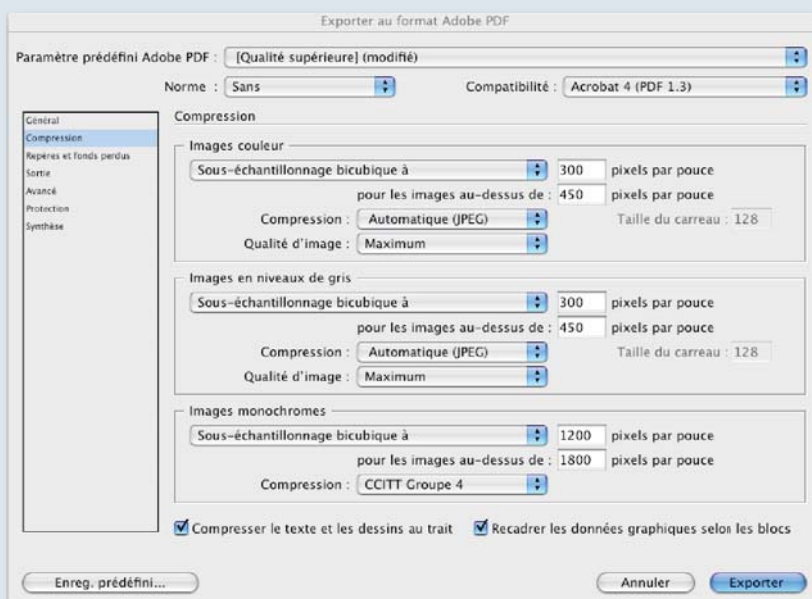 Exporter au format Adobe PDF
Paramètre prédéfini Adobe PDF : [Qualité supérieure] (modifié)
Norme : Sans Compatibilité : Acrobat 4 (PDF 1.3)
Général
Compression
Repères et fonds perdus
Sortie
Avancé
Protection
Synthèse
Compression
Images couleur
Sous-échantillonnage bicubique à 300 pixels par pouce
pour les images au-dessus de : 450 pixels par pouce
Compression : Automatique (JPEG) Taille du carreau : 128
Qualité d'image : Maximum
Images en niveaux de gris
Sous-échantillonnage bicubique à 300 pixels par pouce
pour les images au-dessus de : 450 pixels par pouce
Compression : Automatique (JPEG) Taille du carreau : 128
Qualité d'image : Maximum
Images monochromes
Sous-échantillonnage bicubique à 1200 pixels par pouce
pour les images au-dessus de : 1800 pixels par pouce
Compression : CCITT Groupe 4
Compresser le texte et les dessins au trait Recadrer les données graphiques selon les blocs
Enreg. prédéfini... Annuler Exporter